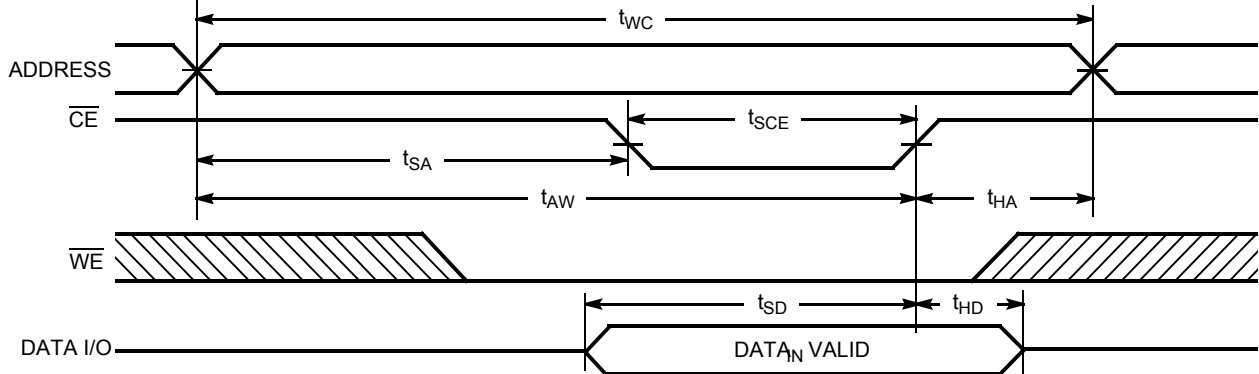 tWC
ADDRESS
CE
tSCE
tSA
tAW
tHA
WE
tSD
tHD
DATA I/O
DATAIN VALID